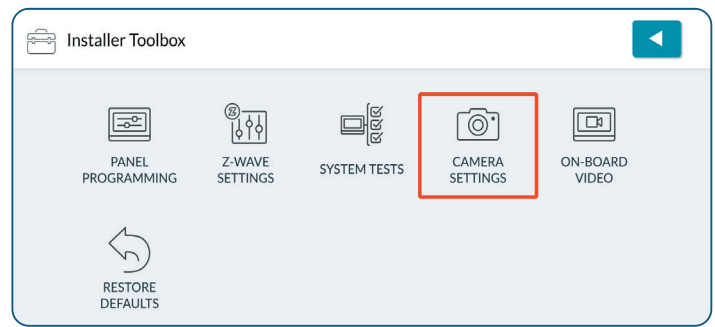 Installer Toolbox
PANEL
PROGRAMMING
Z-WAVE
SETTINGS
SYSTEM TESTS
CAMERA
SETTINGS
ON-BOARD
VIDEO
RESTORE
DEFAULTS